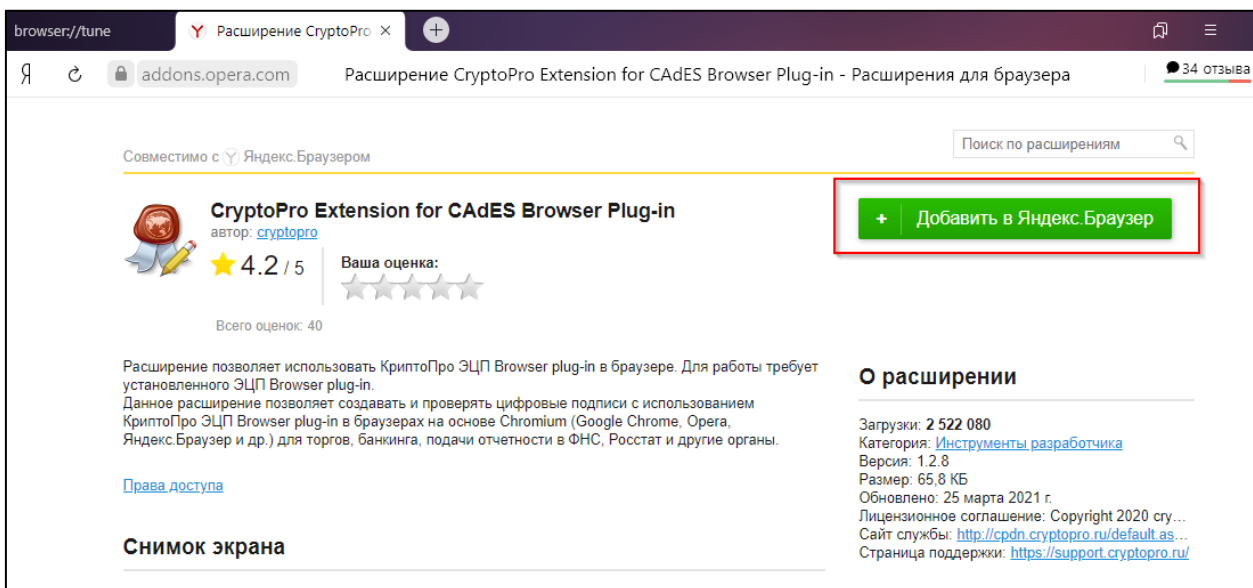 browser://tune
Y Расширение CryptoPro
Я addons.opera.com Расширение CryptoPro Extension for CAdES Browser Plug-in - Расширения для браузера 34 отзыва
Поиск по расширениям
Совместимо с Яндекс.Браузером
CryptoPro Extension for CAdES Browser Plug-in
автор: cryptopro
+ Добавить в Яндекс.Браузер
4.2 / 5
Ваша оценка:
Всего оценок: 40
Расширение позволяет использовать КриптоПро ЭЦП Browser plug-in в браузере. Для работы требует
установленного ЭЦП Browser plug-in.
Данное расширение позволяет создавать и проверять цифровые подписи с использованием
КриптоПро ЭЦП Browser plug-in в браузерах на основе Chromium (Google Chrome, Opera,
Яндекс.Браузер и др.) для торгов, банкинга, подачи отчетности в ФНС, Росстат и другие органы.
Права доступа
Снимок экрана
О расширении
Загрузки: 2 522 080
Категория: Инструменты разработчика
Версия: 1.2.8
Размер: 65,8 КБ
Обновлено: 25 марта 2021 г.
Лицензионное соглашение: Copyright 2020 cry…
Сайт службы: http://cpdn.cryptopro.ru/default.as…
Страница поддержки: https://support.cryptopro.ru/